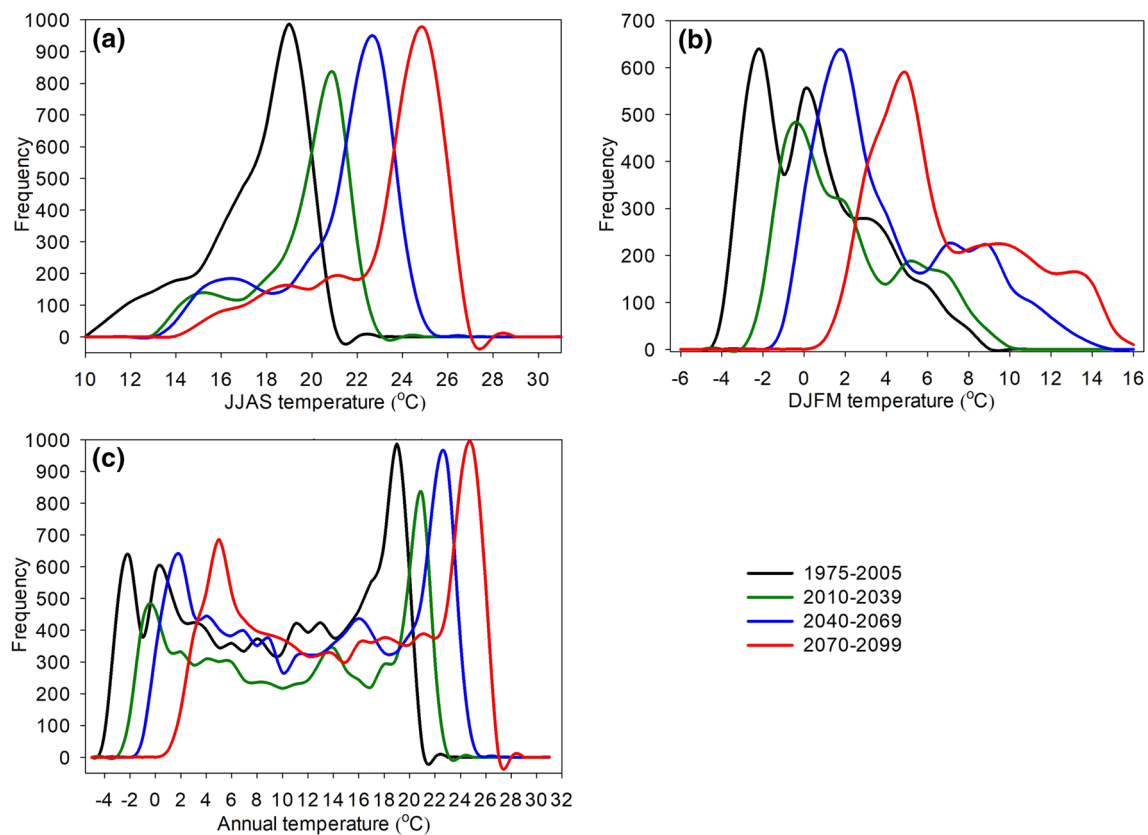 (a)
1000
900
800
700
600
500
400
300
200
100
0
Frequency
10 12 14 16 18 20 22 24 26 28 30
JJAS temperature (°C)
(b)
700
600
500
400
300
200
100
0
Frequency
-6 -4 -2 0 2 4 6 8 10 12 14 16
DJFM temperature (°C)
(c)
1000
900
800
700
600
500
400
300
200
100
0
Frequency
-4 -2 0 2 4 6 8 10 12 14 16 18 20 22 24 26 28 30 32
Annual temperature (°C)
1975-2005
2010-2039
2040-2069
2070-2099